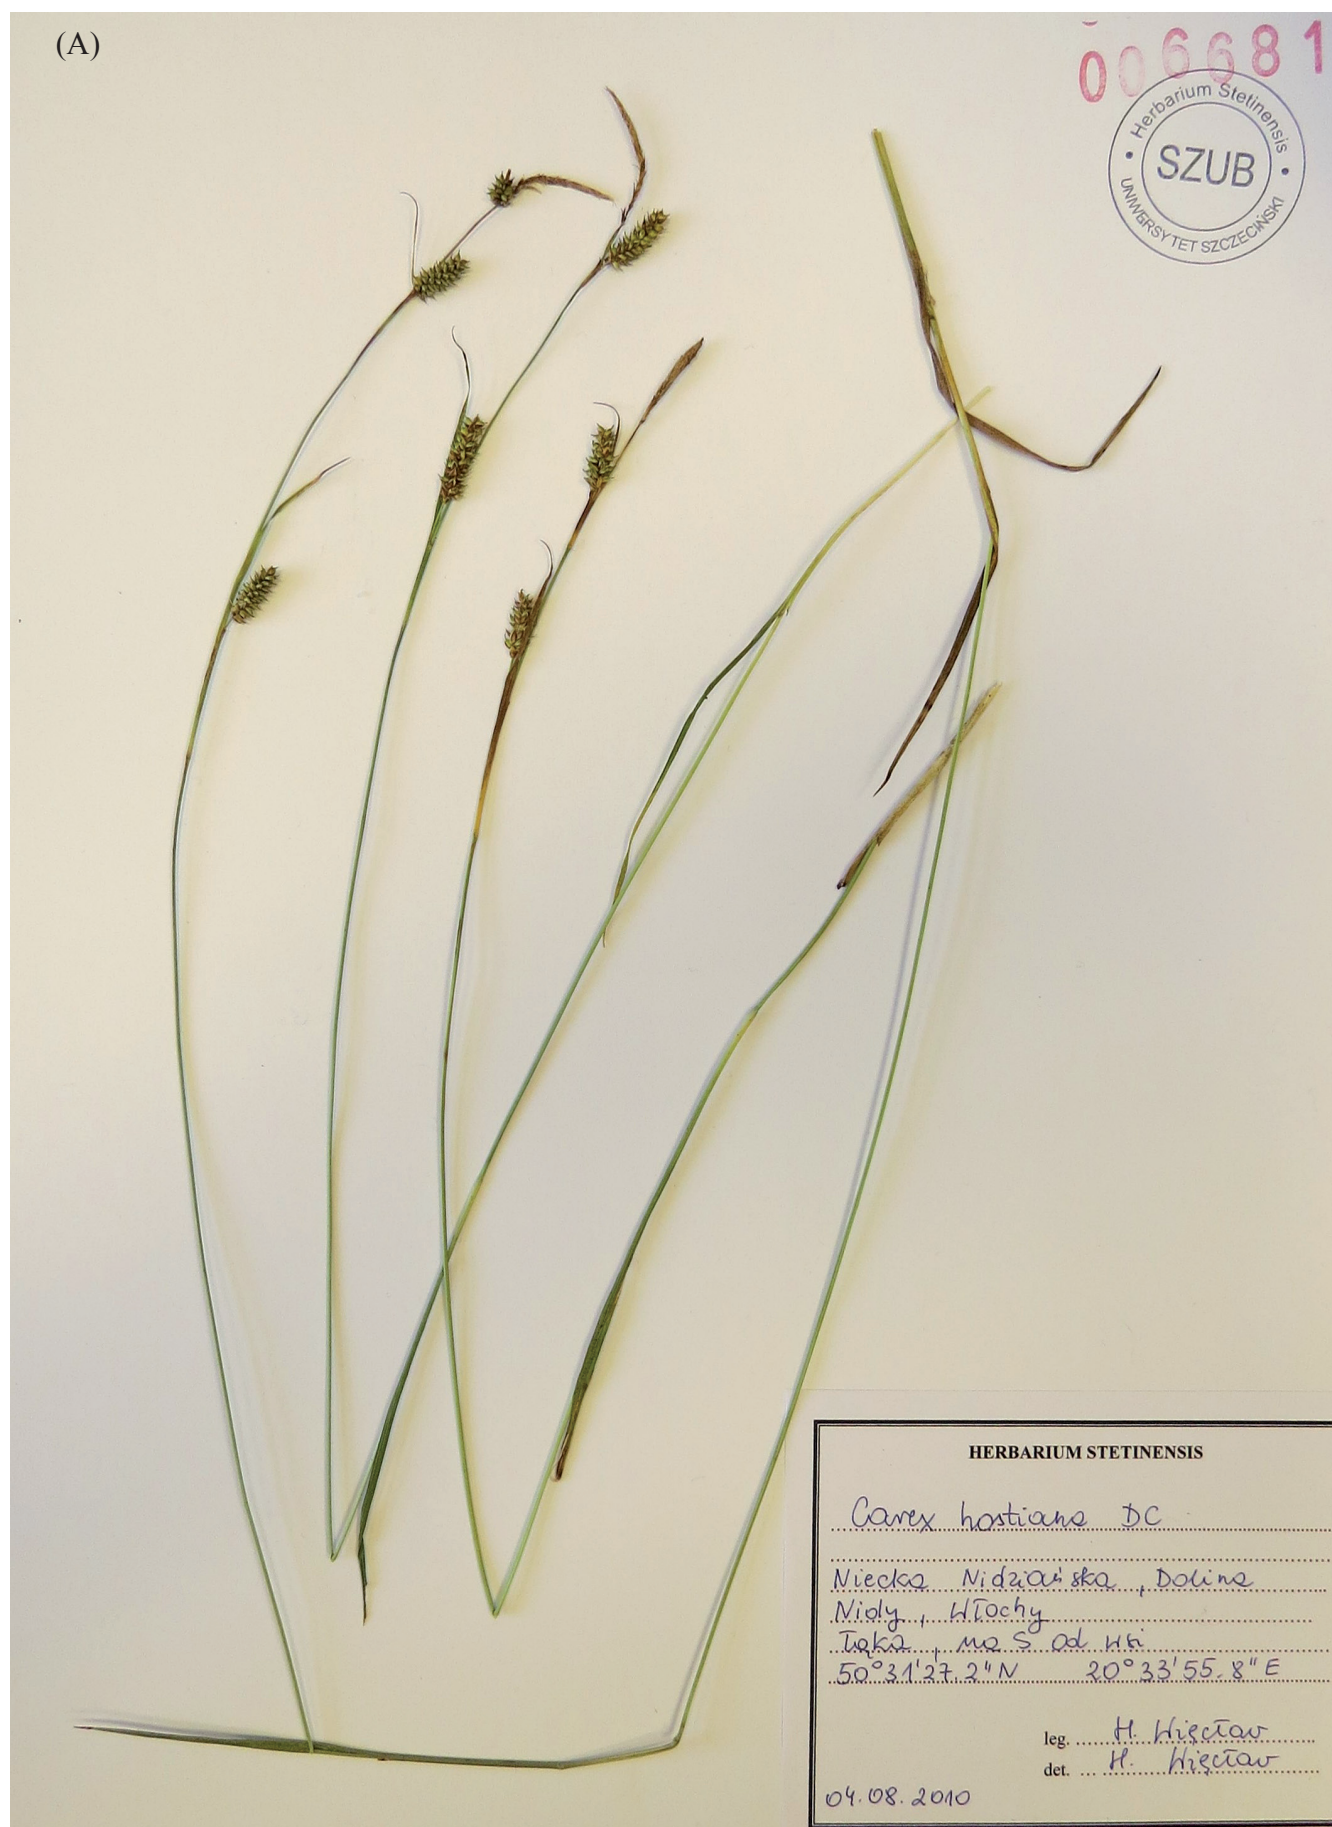 (A)
006681
Herbarium Stetinensis
SZUB
UNIWERSYTET SZCZECIŃSKI
HERBARIUM STETINENSIS
Carex hostiana DC
Niecka Nidziańska, Dolina
Nidy, Włochy
Łąka, na S od wsi
50°31'27.2"N 20°33'55.8"E
leg. H. Więcław
det. H. Więcław
04.08.2010